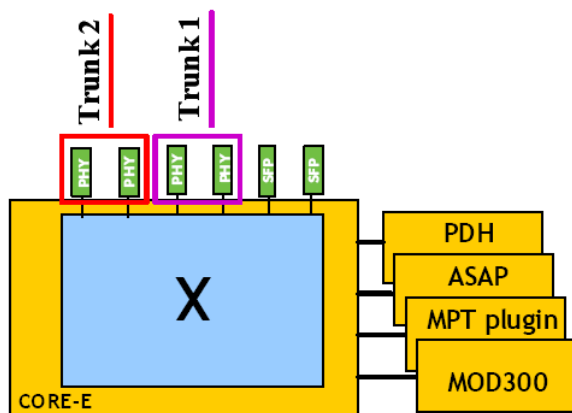 Trunk 2
Trunk 1
PHY
PHY
PHY
PHY
SFP
SFP
X
CORE-E
PDH
ASAP
MPT plugin
MOD300